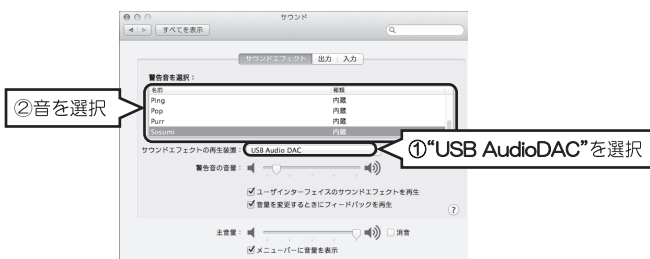 サウンド
すべてを表示
サウンドエフェクト 出力 入力
警告音を選択：
名前 種類
Ping 内蔵
Pop 内蔵
Purr 内蔵
Sosumi 内蔵
②音を選択
サウンドエフェクトの再生装置： USB Audio DAC
①“USB AudioDAC”を選択
警告音の音量：
ユーザインターフェイスのサウンドエフェクトを再生
音量を変更するときにフィードバックを再生
?
主音量： 消音
メニューバーに音量を表示